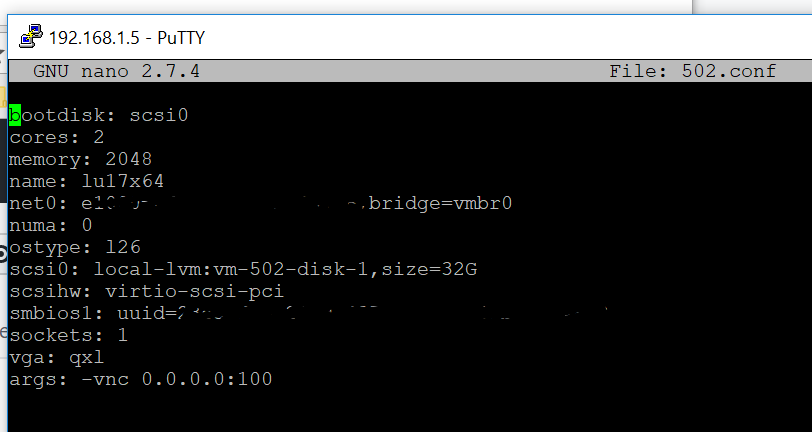 192.168.1.5 - PuTTY
GNU nano 2.7.4 File: 502.conf
bootdisk: scsi0
cores: 2
memory: 2048
name: lu17x64
net0: ,bridge=vmbr0
numa: 0
ostype: l26
scsi0: local-lvm:vm-502-disk-1,size=32G
scsihw: virtio-scsi-pci
smbios1: uuid=
sockets: 1
vga: qxl
args: -vnc 0.0.0.0:100